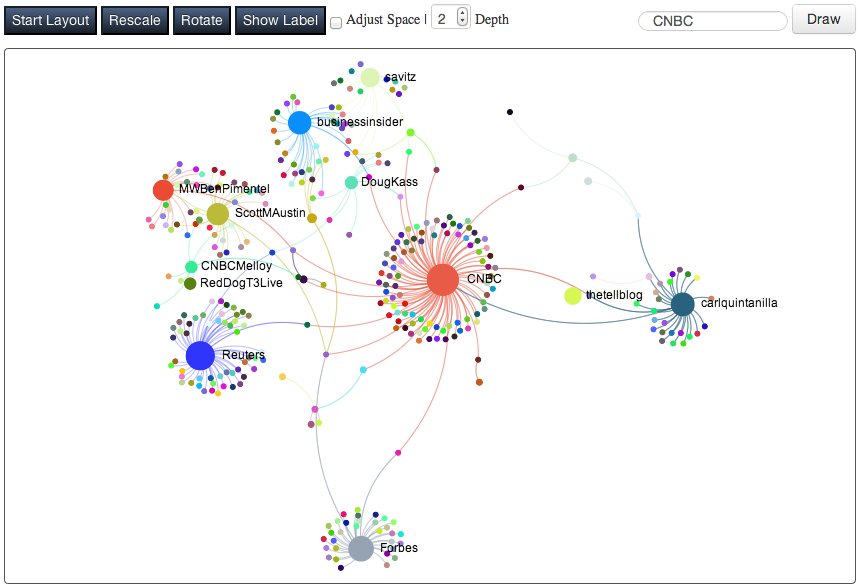 Start Layout Rescale Rotate Show Label Adjust Space | 2 Depth CNBC Draw
savitz
businessinsider
DougKass
MWBenPimentel
ScottMAustin
CNBCMelloy
RedDogT3Live
CNBC
thetellblog
carlquintanilla
Reuters
Forbes